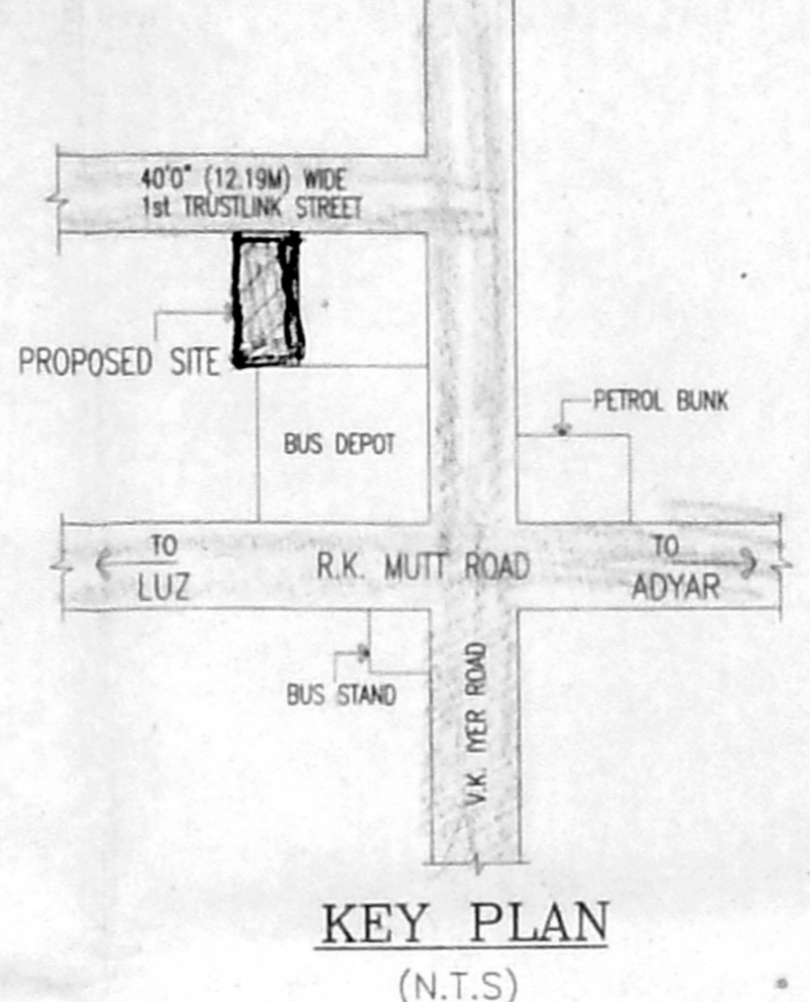 40'0" (12.19M) WIDE
1st TRUSTLINK STREET
PROPOSED SITE
PETROL BUNK
BUS DEPOT
TO
LUZ
R.K. MUTT ROAD
TO
ADYAR
BUS STAND
V.K. IYER ROAD
KEY PLAN
(N.T.S)